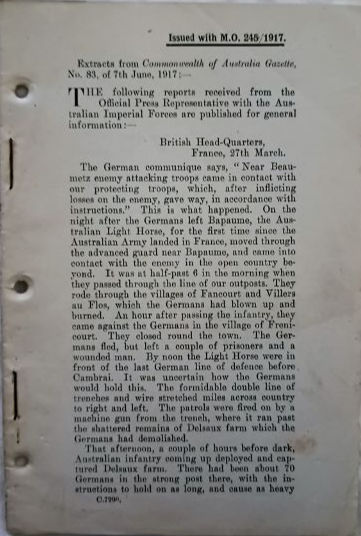 Issued with M.O. 245/1917.
Extracts from Commonwealth of Australia Gazette,
No. 83, of 7th June, 1917:—
THE following reports received from the
Official Press Representative with the Aus-
tralian Imperial Forces are published for general
information:—
British Head-Quarters,
France, 27th March.
The German communique says, "Near Beau-
metz enemy attacking troops came in contact with
our protecting troops, which, after inflicting
losses on the enemy, gave way, in accordance with
instructions." This is what happened. On the
night after the Germans left Bapaume, the Aus-
tralian Light Horse, for the first time since the
Australian Army landed in France, moved through
the advanced guard near Bapaume, and came into
contact with the enemy in the open country be-
yond. It was at half-past 6 in the morning when
they passed through the line of our outposts. They
rode through the villages of Fancourt and Villers
au Flos, which the Germans had blown up and
burned. An hour after passing the infantry, they
came against the Germans in the village of Freni-
court. They closed round the town. The Ger-
mans fled, but left a couple of prisoners and a
wounded man. By noon the Light Horse were in
front of the last German line of defence before
Cambrai. It was uncertain how the Germans
would hold this. The formidable double line of
trenches and wire stretched miles across country
to right and left. The patrols were fired on by a
machine gun from the trench, where it ran past
the shattered remains of Delsaux farm which the
Germans had demolished.
That afternoon, a couple of hours before dark,
Australian infantry coming up deployed and cap-
tured Delsaux farm. There had been about 70
Germans in the strong post there, with the in-
structions to hold on as long, and cause as heavy
C.7990.